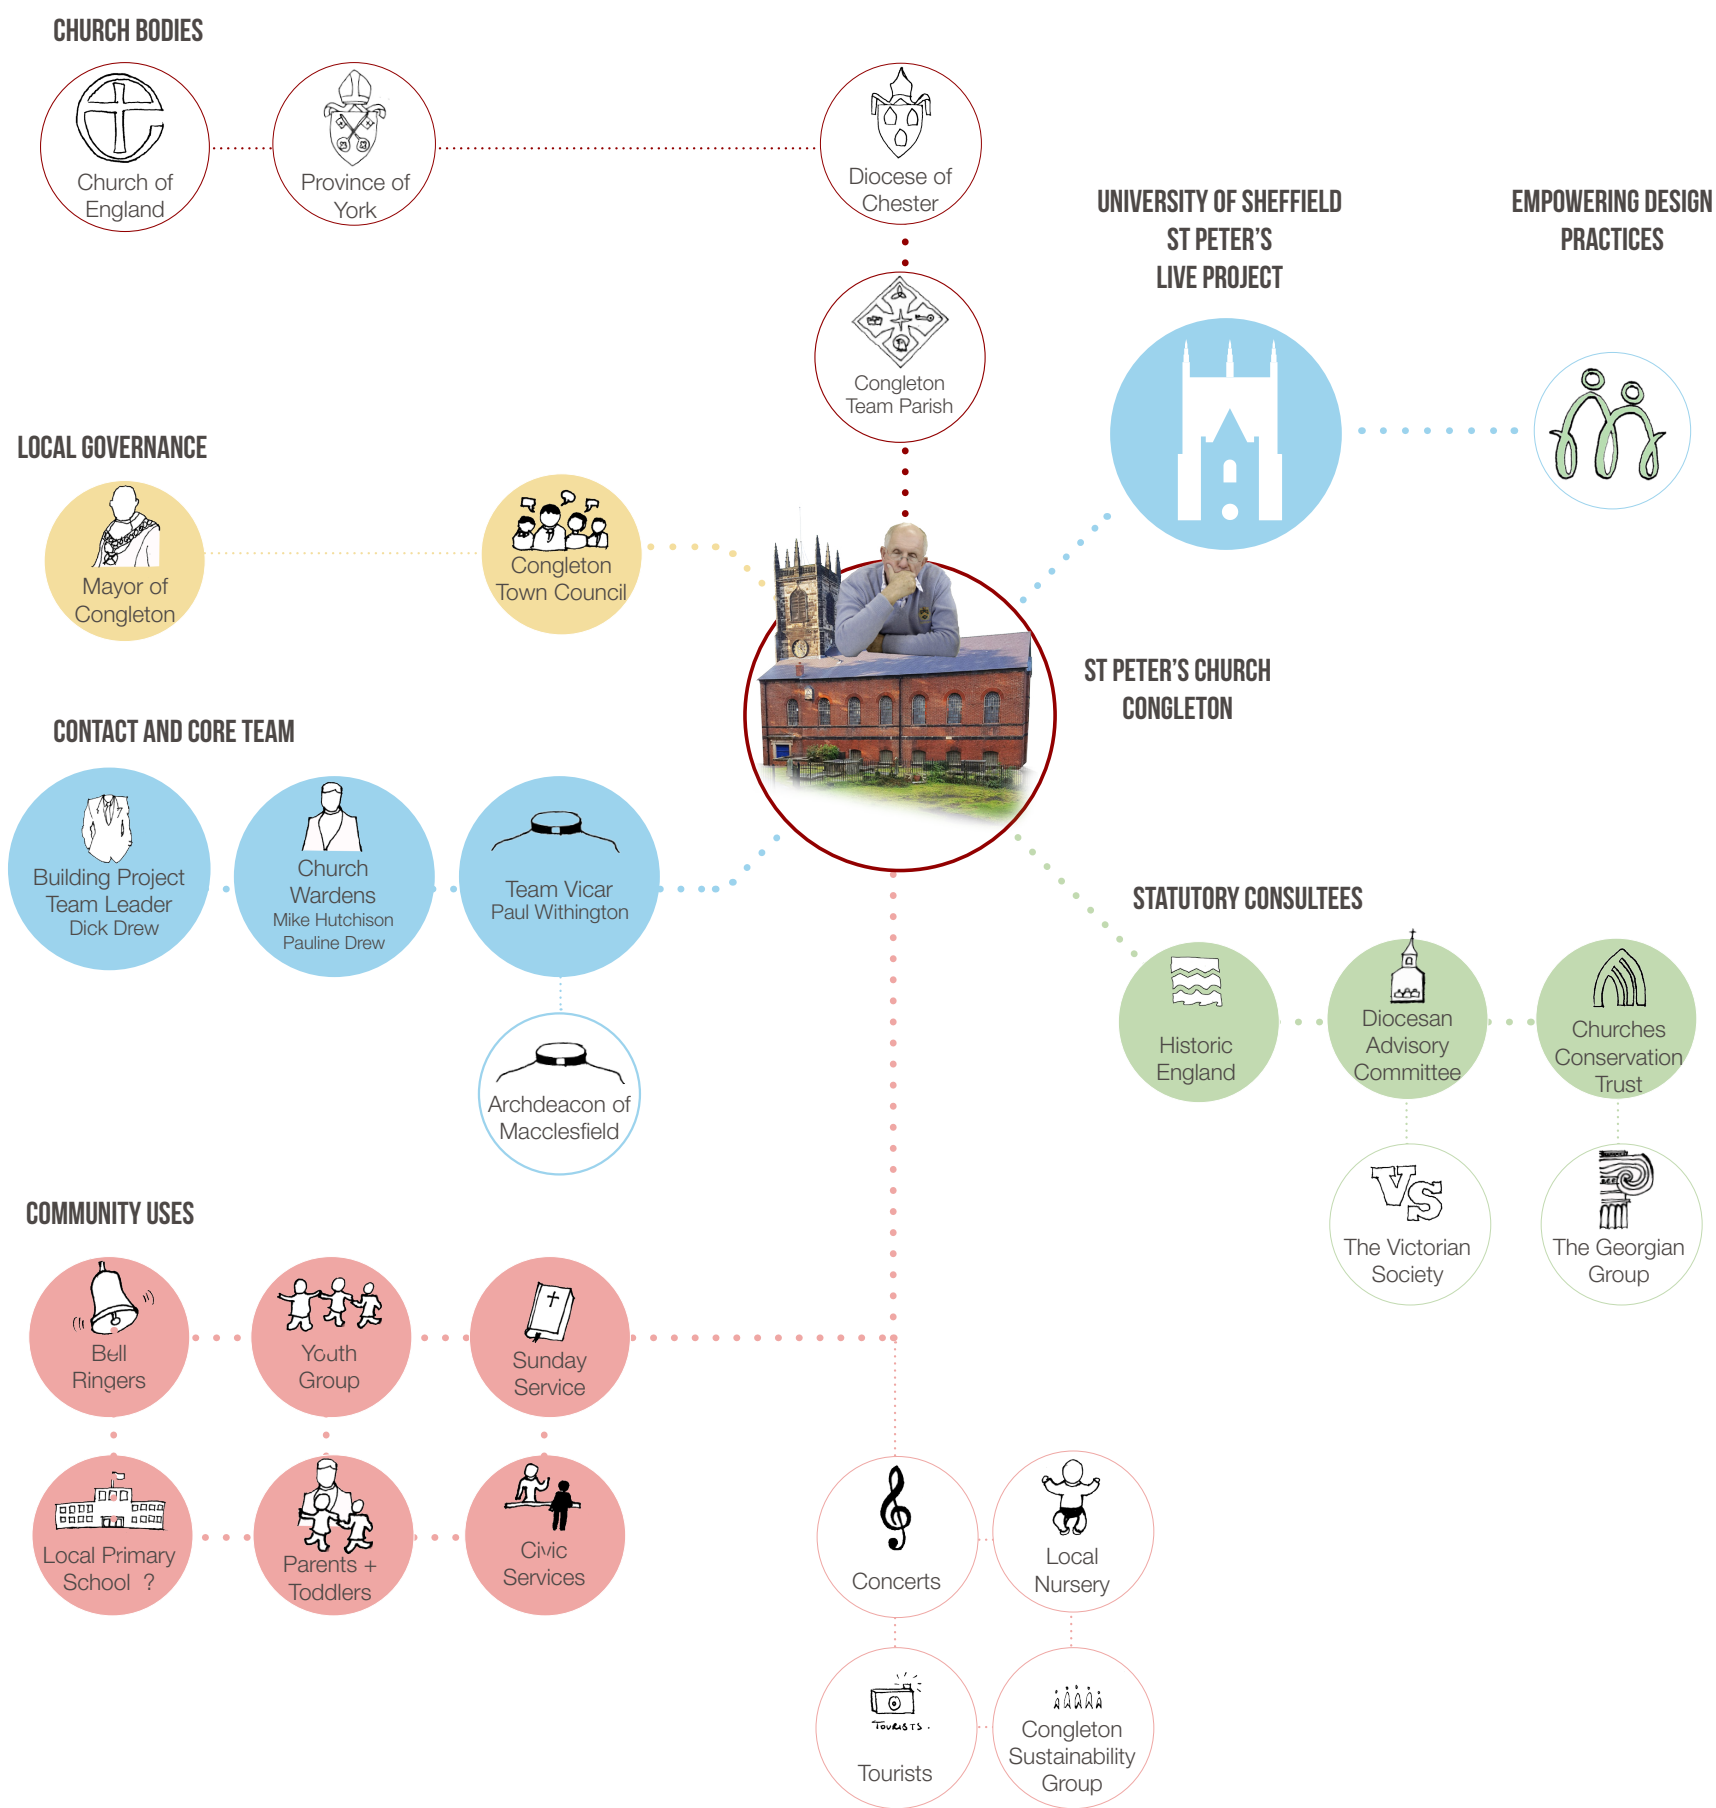 CHURCH BODIES
Church of
England
Province of
York
Diocese of
Chester
UNIVERSITY OF SHEFFIELD
ST PETER'S
LIVE PROJECT
EMPOWERING DESIGN
PRACTICES
Congleton
Team Parish
LOCAL GOVERNANCE
Mayor of
Congleton
Congleton
Town Council
ST PETER'S CHURCH
CONGLETON
CONTACT AND CORE TEAM
Building Project
Team Leader
Dick Drew
Church
Wardens
Mike Hutchison
Pauline Drew
Team Vicar
Paul Withington
Archdeacon of
Macclesfield
STATUTORY CONSULTEES
Historic
England
Diocesan
Advisory
Committee
Churches
Conservation
Trust
VS
The Victorian
Society
The Georgian
Group
COMMUNITY USES
Bell
Ringers
Youth
Group
Sunday
Service
Local Primary
School ?
Parents +
Toddlers
Civic
Services
Concerts
Local
Nursery
TOURISTS.
Tourists
Congleton
Sustainability
Group